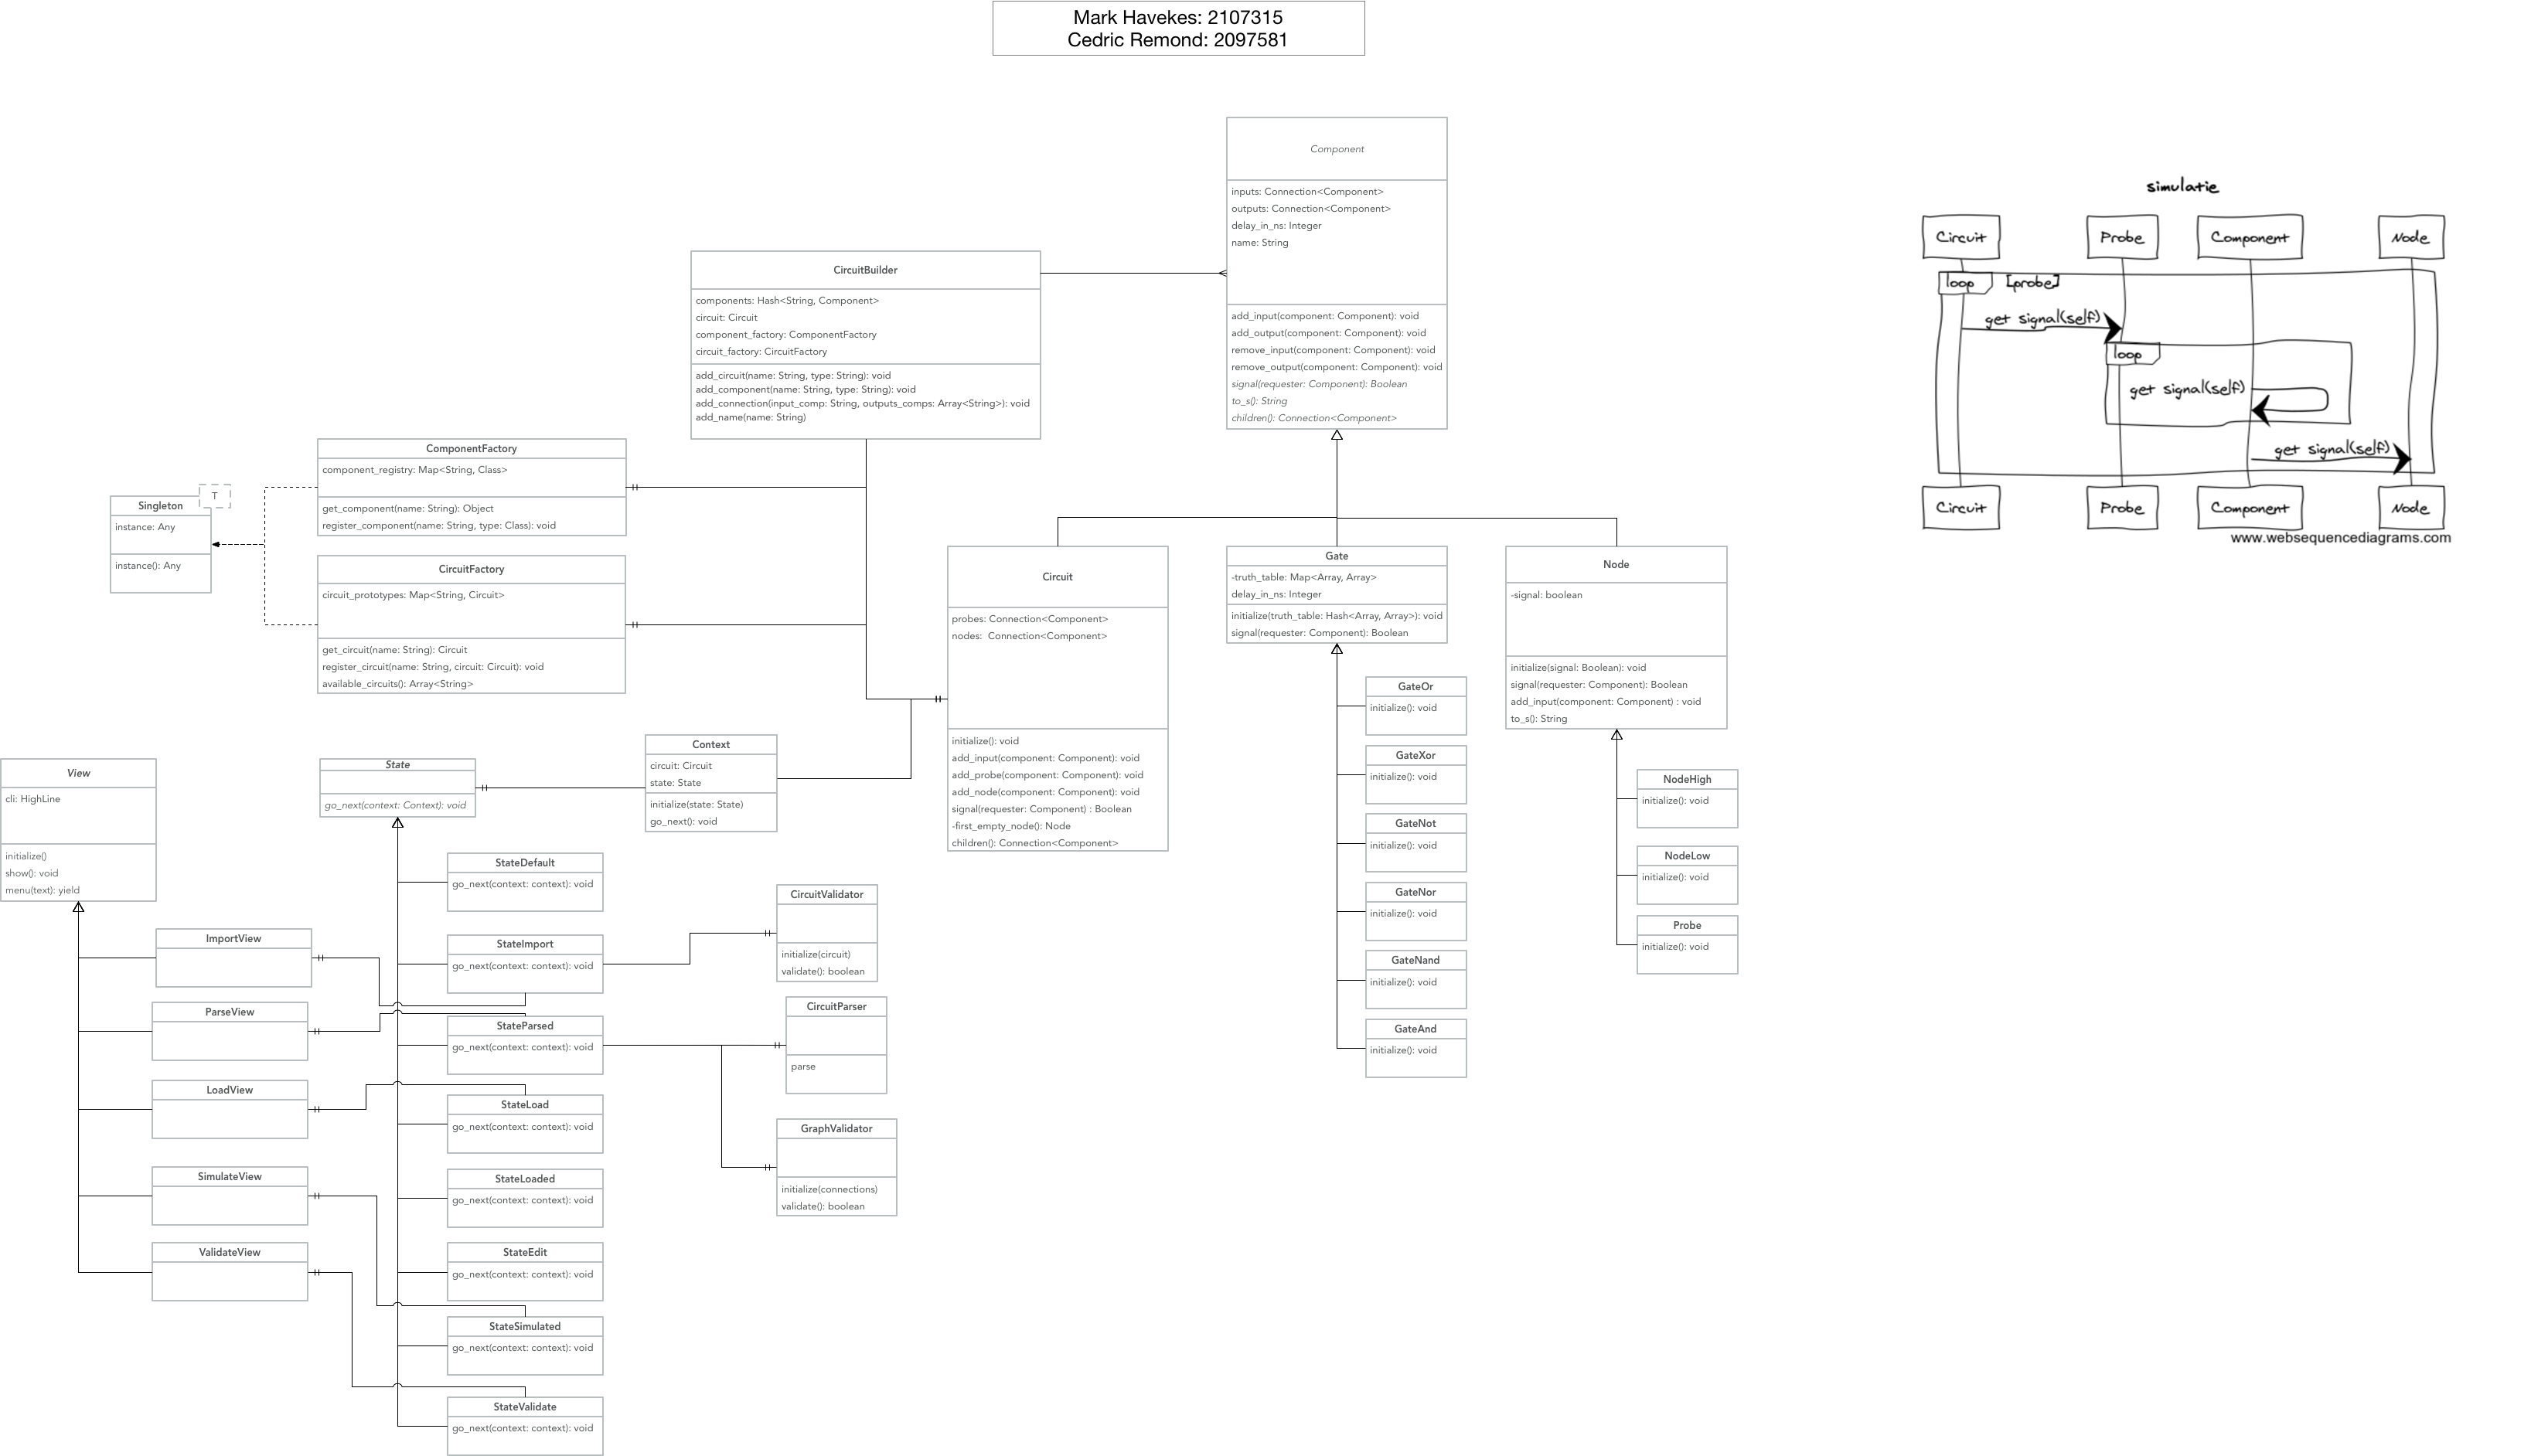 Mark Havekes: 2107315
Cedric Remond: 2097581
Component
inputs: Connection<Component>
outputs: Connection<Component>
delay_in_ns: Integer
name: String
add_input(component: Component): void
add_output(component: Component): void
remove_input(component: Component): void
remove_output(component: Component): void
signal(requester: Component): Boolean
to_s(): String
children(): Connection<Component>
simulatie
Circuit
Probe
Component
Node
loop
[probe]
get signal(self)
loop
get signal(self)
get signal(self)
Circuit
Probe
Component
Node
www.websequencediagrams.com
CircuitBuilder
components: Hash<String, Component>
circuit: Circuit
component_factory: ComponentFactory
circuit_factory: CircuitFactory
add_circuit(name: String, type: String): void
add_component(name: String, type: String): void
add_connection(input_comp: String, outputs_comps: Array<String>): void
add_name(name: String)
ComponentFactory
component_registry: Map<String, Class>
get_component(name: String): Object
register_component(name: String, type: Class): void
T
Singleton
instance: Any
instance(): Any
CircuitFactory
circuit_prototypes: Map<String, Circuit>
get_circuit(name: String): Circuit
register_circuit(name: String, circuit: Circuit): void
available_circuits(): Array<String>
Circuit
probes: Connection<Component>
nodes: Connection<Component>
initialize(): void
add_input(component: Component): void
add_probe(component: Component): void
add_node(component: Component): void
signal(requester: Component) : Boolean
-first_empty_node(): Node
children(): Connection<Component>
Gate
-truth_table: Map<Array, Array>
delay_in_ns: Integer
initialize(truth_table: Hash<Array, Array>): void
signal(requester: Component): Boolean
Node
-signal: boolean
initialize(signal: Boolean): void
signal(requester: Component): Boolean
add_input(component: Component) : void
to_s(): String
GateOr
initialize(): void
GateXor
initialize(): void
GateNot
initialize(): void
GateNor
initialize(): void
GateNand
initialize(): void
GateAnd
initialize(): void
NodeHigh
initialize(): void
NodeLow
initialize(): void
Probe
initialize(): void
View
cli: HighLine
initialize()
show(): void
menu(text): yield
State
go_next(context: Context): void
Context
circuit: Circuit
state: State
initialize(state: State)
go_next(): void
ImportView
ParseView
LoadView
SimulateView
ValidateView
StateDefault
go_next(context: context): void
StateImport
go_next(context: context): void
StateParsed
go_next(context: context): void
StateLoad
go_next(context: context): void
StateLoaded
go_next(context: context): void
StateEdit
go_next(context: context): void
StateSimulated
go_next(context: context): void
StateValidate
go_next(context: context): void
CircuitValidator
initialize(circuit)
validate(): boolean
CircuitParser
parse
GraphValidator
initialize(connections)
validate(): boolean